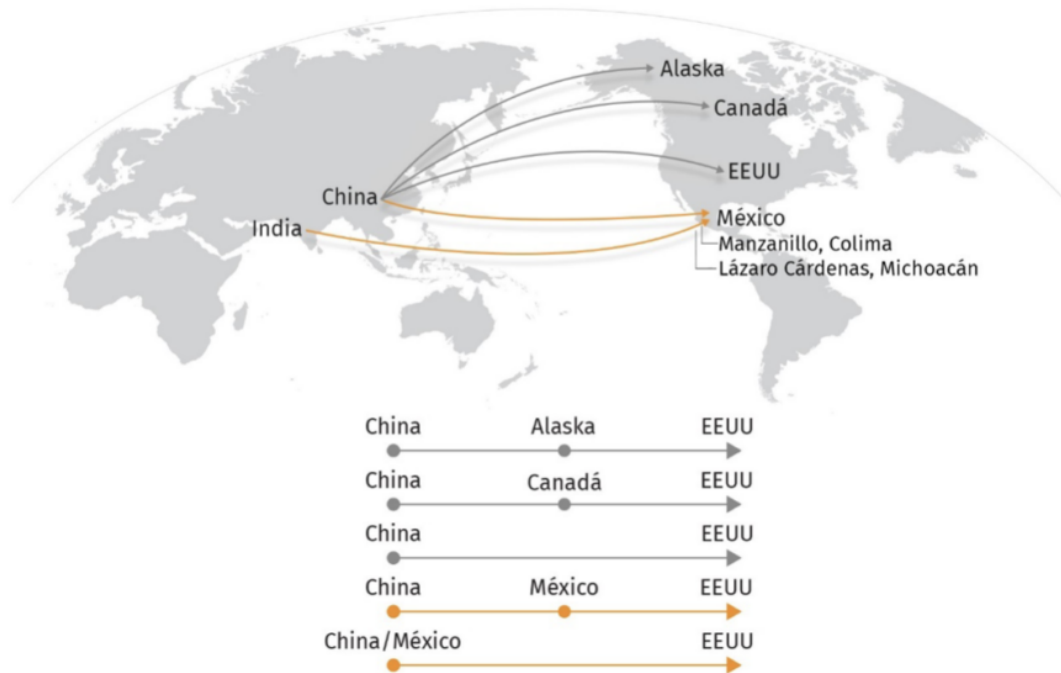 Alaska
Canadá
EEUU
China
México
India
Manzanillo, Colima
Lázaro Cárdenas, Michoacán
China Alaska EEUU
China Canadá EEUU
China EEUU
China México EEUU
China/México EEUU